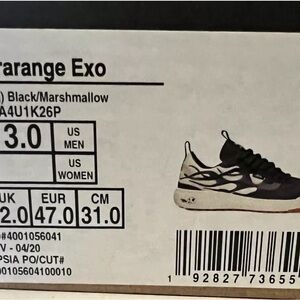 rarange Exo
) Black/Marshmallow
A4U1K26P
3.0 US MEN
US WOMEN
UK EUR CM
2.0 47.0 31.0
#4001056041
V - 04/20
PSIA PO/CUT#
00105604100010
1 92827 73655